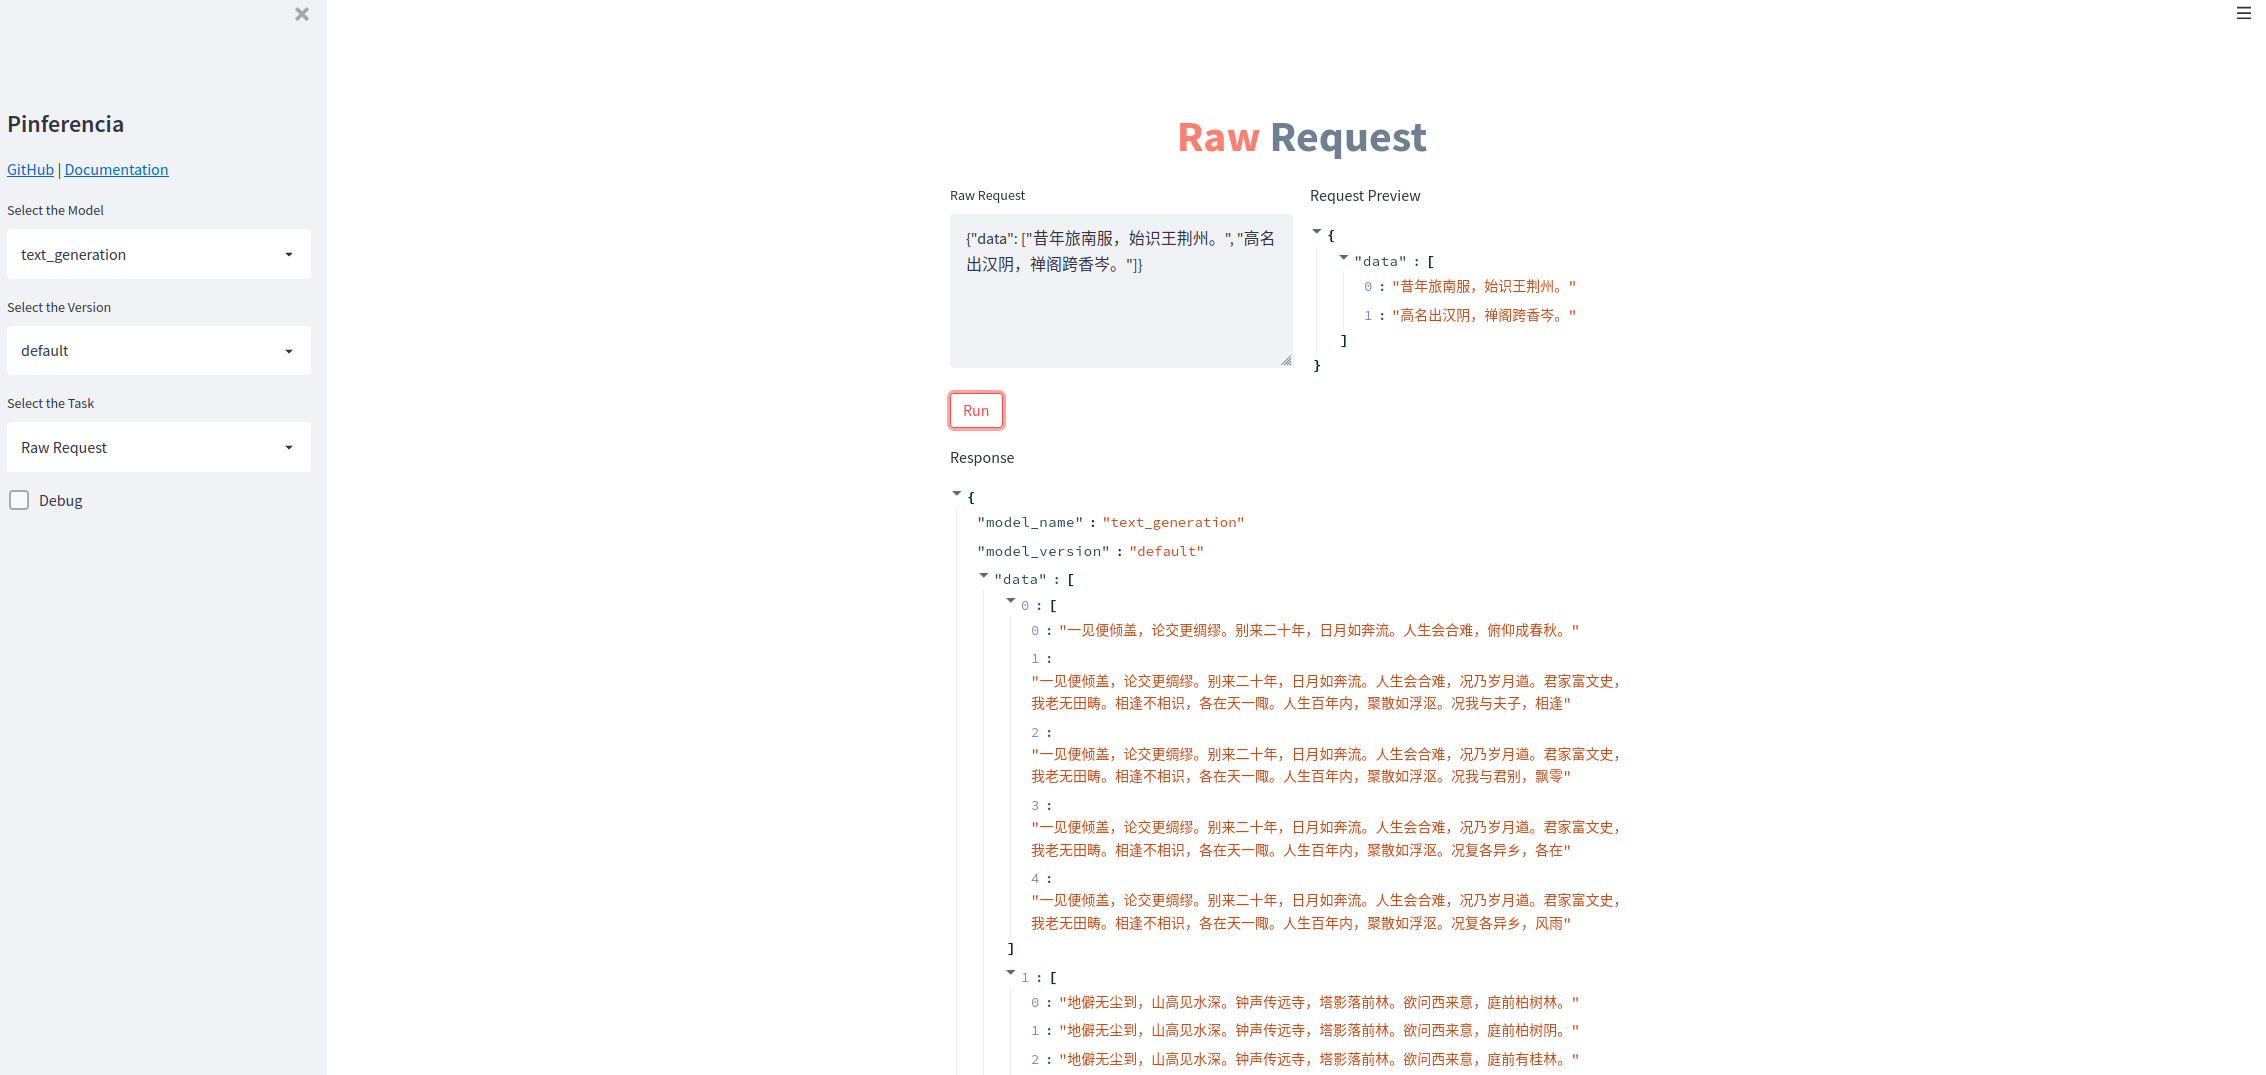 Pinferencia
GitHub | Documentation
Select the Model
text_generation
Select the Version
default
Select the Task
Raw Request
Debug
Raw Request
Raw Request
{"data": ["昔年旅南服，始识王荆州。", "高名
出汉阴，禅阁跨香岑。"]}
Request Preview
{
"data" : [
0 : "昔年旅南服，始识王荆州。"
1 : "高名出汉阴，禅阁跨香岑。"
]
}
Run
Response
{
"model_name" : "text_generation"
"model_version" : "default"
"data" : [
0 : [
0 : "一见便倾盖，论交更绸缪。别来二十年，日月如奔流。人生会合难，俯仰成春秋。"
1 :
"一见便倾盖，论交更绸缪。别来二十年，日月如奔流。人生会合难，况乃岁月遒。君家富文史，
我老无田畴。相逢不相识，各在天一陬。人生百年内，聚散如浮沤。况我与夫子，相逢"
2 :
"一见便倾盖，论交更绸缪。别来二十年，日月如奔流。人生会合难，况乃岁月遒。君家富文史，
我老无田畴。相逢不相识，各在天一陬。人生百年内，聚散如浮沤。况我与君别，飘零"
3 :
"一见便倾盖，论交更绸缪。别来二十年，日月如奔流。人生会合难，况乃岁月遒。君家富文史，
我老无田畴。相逢不相识，各在天一陬。人生百年内，聚散如浮沤。况复各异乡，各在"
4 :
"一见便倾盖，论交更绸缪。别来二十年，日月如奔流。人生会合难，况乃岁月遒。君家富文史，
我老无田畴。相逢不相识，各在天一陬。人生百年内，聚散如浮沤。况复各异乡，风雨"
]
1 : [
0 : "地僻无尘到，山高见水深。钟声传远寺，塔影落前林。欲问西来意，庭前柏树林。"
1 : "地僻无尘到，山高见水深。钟声传远寺，塔影落前林。欲问西来意，庭前柏树阴。"
2 : "地僻无尘到，山高见水深。钟声传远寺，塔影落前林。欲问西来意，庭前有桂林。"